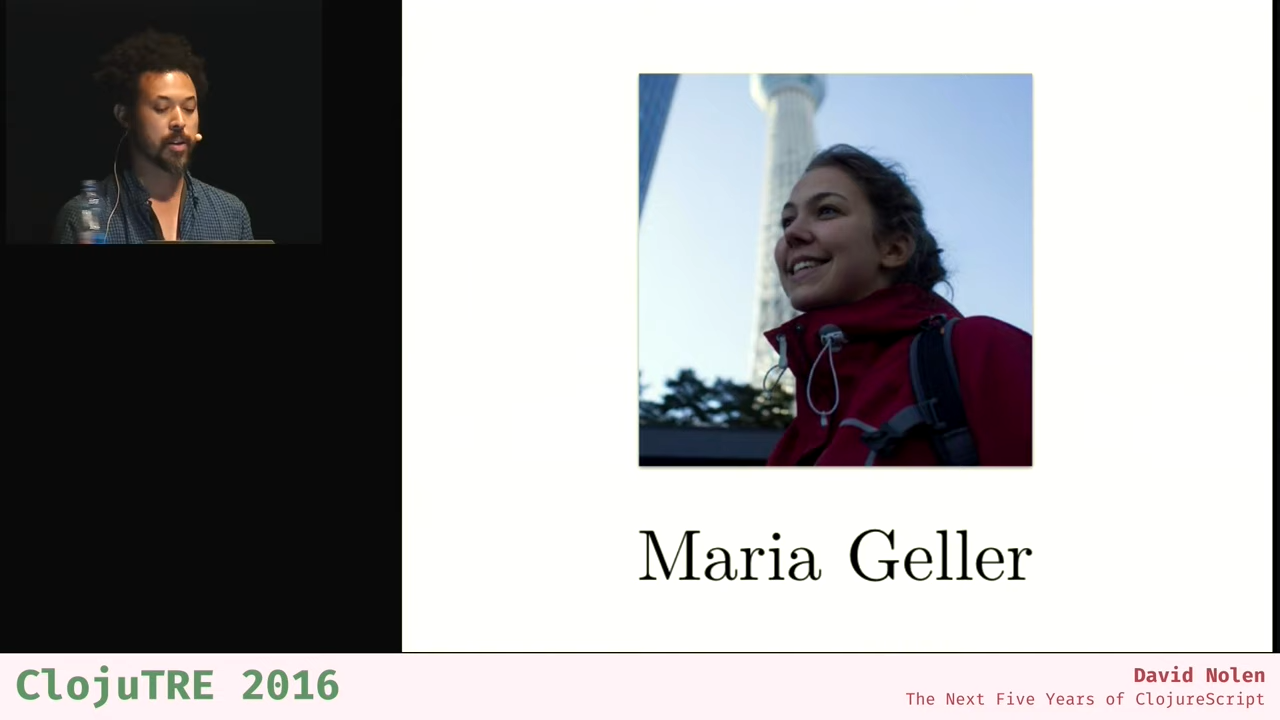 Maria Geller
ClojuTRE 2016
David Nolen
The Next Five Years of ClojureScript